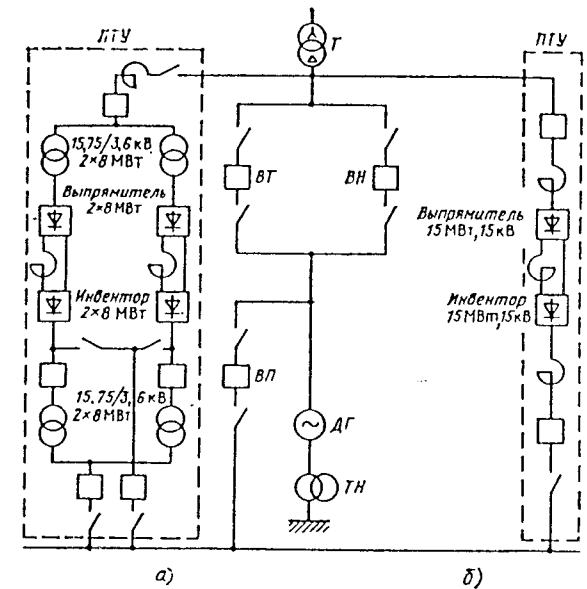 ПТУ
Т
ПТУ
15,75/3,6 кВ
2×8 МВт
Выпрямитель
2×8 МВт
ВТ
ВН
Выпрямитель
15 МВт, 15 кВ
Инвентор
2×8 МВт
Инвентор
15 МВт, 15 кВ
15.75/3,6 кВ
2×8 МВт
ВП
ДГ
ТН
а)
б)